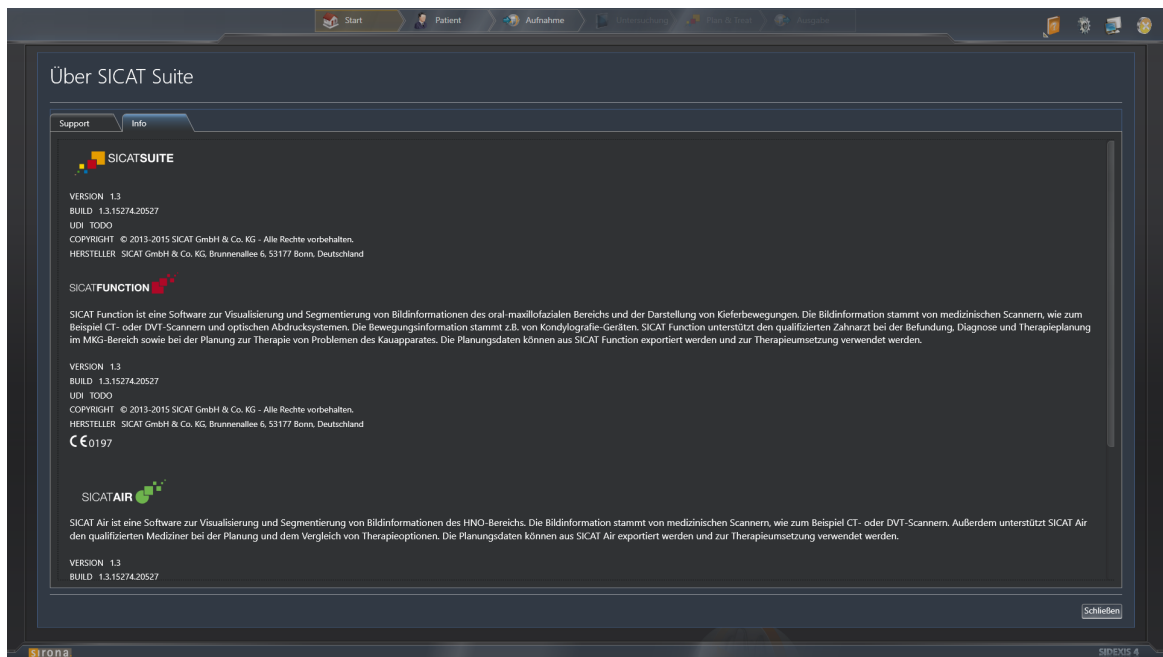 Start
Patient
Aufnahme
Untersuchung
Plan & Treat
Ausgabe
Über SICAT Suite
Support
Info
SICATSUITE
VERSION 1.3
BUILD 1.3.15274.20527
UDI TODO
COPYRIGHT © 2013-2015 SICAT GmbH & Co. KG - Alle Rechte vorbehalten.
HERSTELLER SICAT GmbH & Co. KG, Brunnenallee 6, 53177 Bonn, Deutschland
SICATFUNCTION
SICAT Function ist eine Software zur Visualisierung und Segmentierung von Bildinformationen des oral-maxillofazialen Bereichs und der Darstellung von Kieferbewegungen. Die Bildinformation stammt von medizinischen Scannern, wie zum
Beispiel CT- oder DVT-Scannern und optischen Abdrucksystemen. Die Bewegungsinformation stammt z.B. von Kondylografie-Geräten. SICAT Function unterstützt den qualifizierten Zahnarzt bei der Befundung, Diagnose und Therapieplanung
im MKG-Bereich sowie bei der Planung zur Therapie von Problemen des Kauapparates. Die Planungsdaten können aus SICAT Function exportiert werden und zur Therapieumsetzung verwendet werden.
VERSION 1.3
BUILD 1.3.15274.20527
UDI TODO
COPYRIGHT © 2013-2015 SICAT GmbH & Co. KG - Alle Rechte vorbehalten.
HERSTELLER SICAT GmbH & Co. KG, Brunnenallee 6, 53177 Bonn, Deutschland
CE0197
SICATAIR
SICAT Air ist eine Software zur Visualisierung und Segmentierung von Bildinformationen des HNO-Bereichs. Die Bildinformation stammt von medizinischen Scannern, wie zum Beispiel CT- oder DVT-Scannern. Außerdem unterstützt SICAT Air
den qualifizierten Mediziner bei der Planung und dem Vergleich von Therapieoptionen. Die Planungsdaten können aus SICAT Air exportiert werden und zur Therapieumsetzung verwendet werden.
VERSION 1.3
BUILD 1.3.15274.20527
Schließen
sirona
SIDEXIS 4